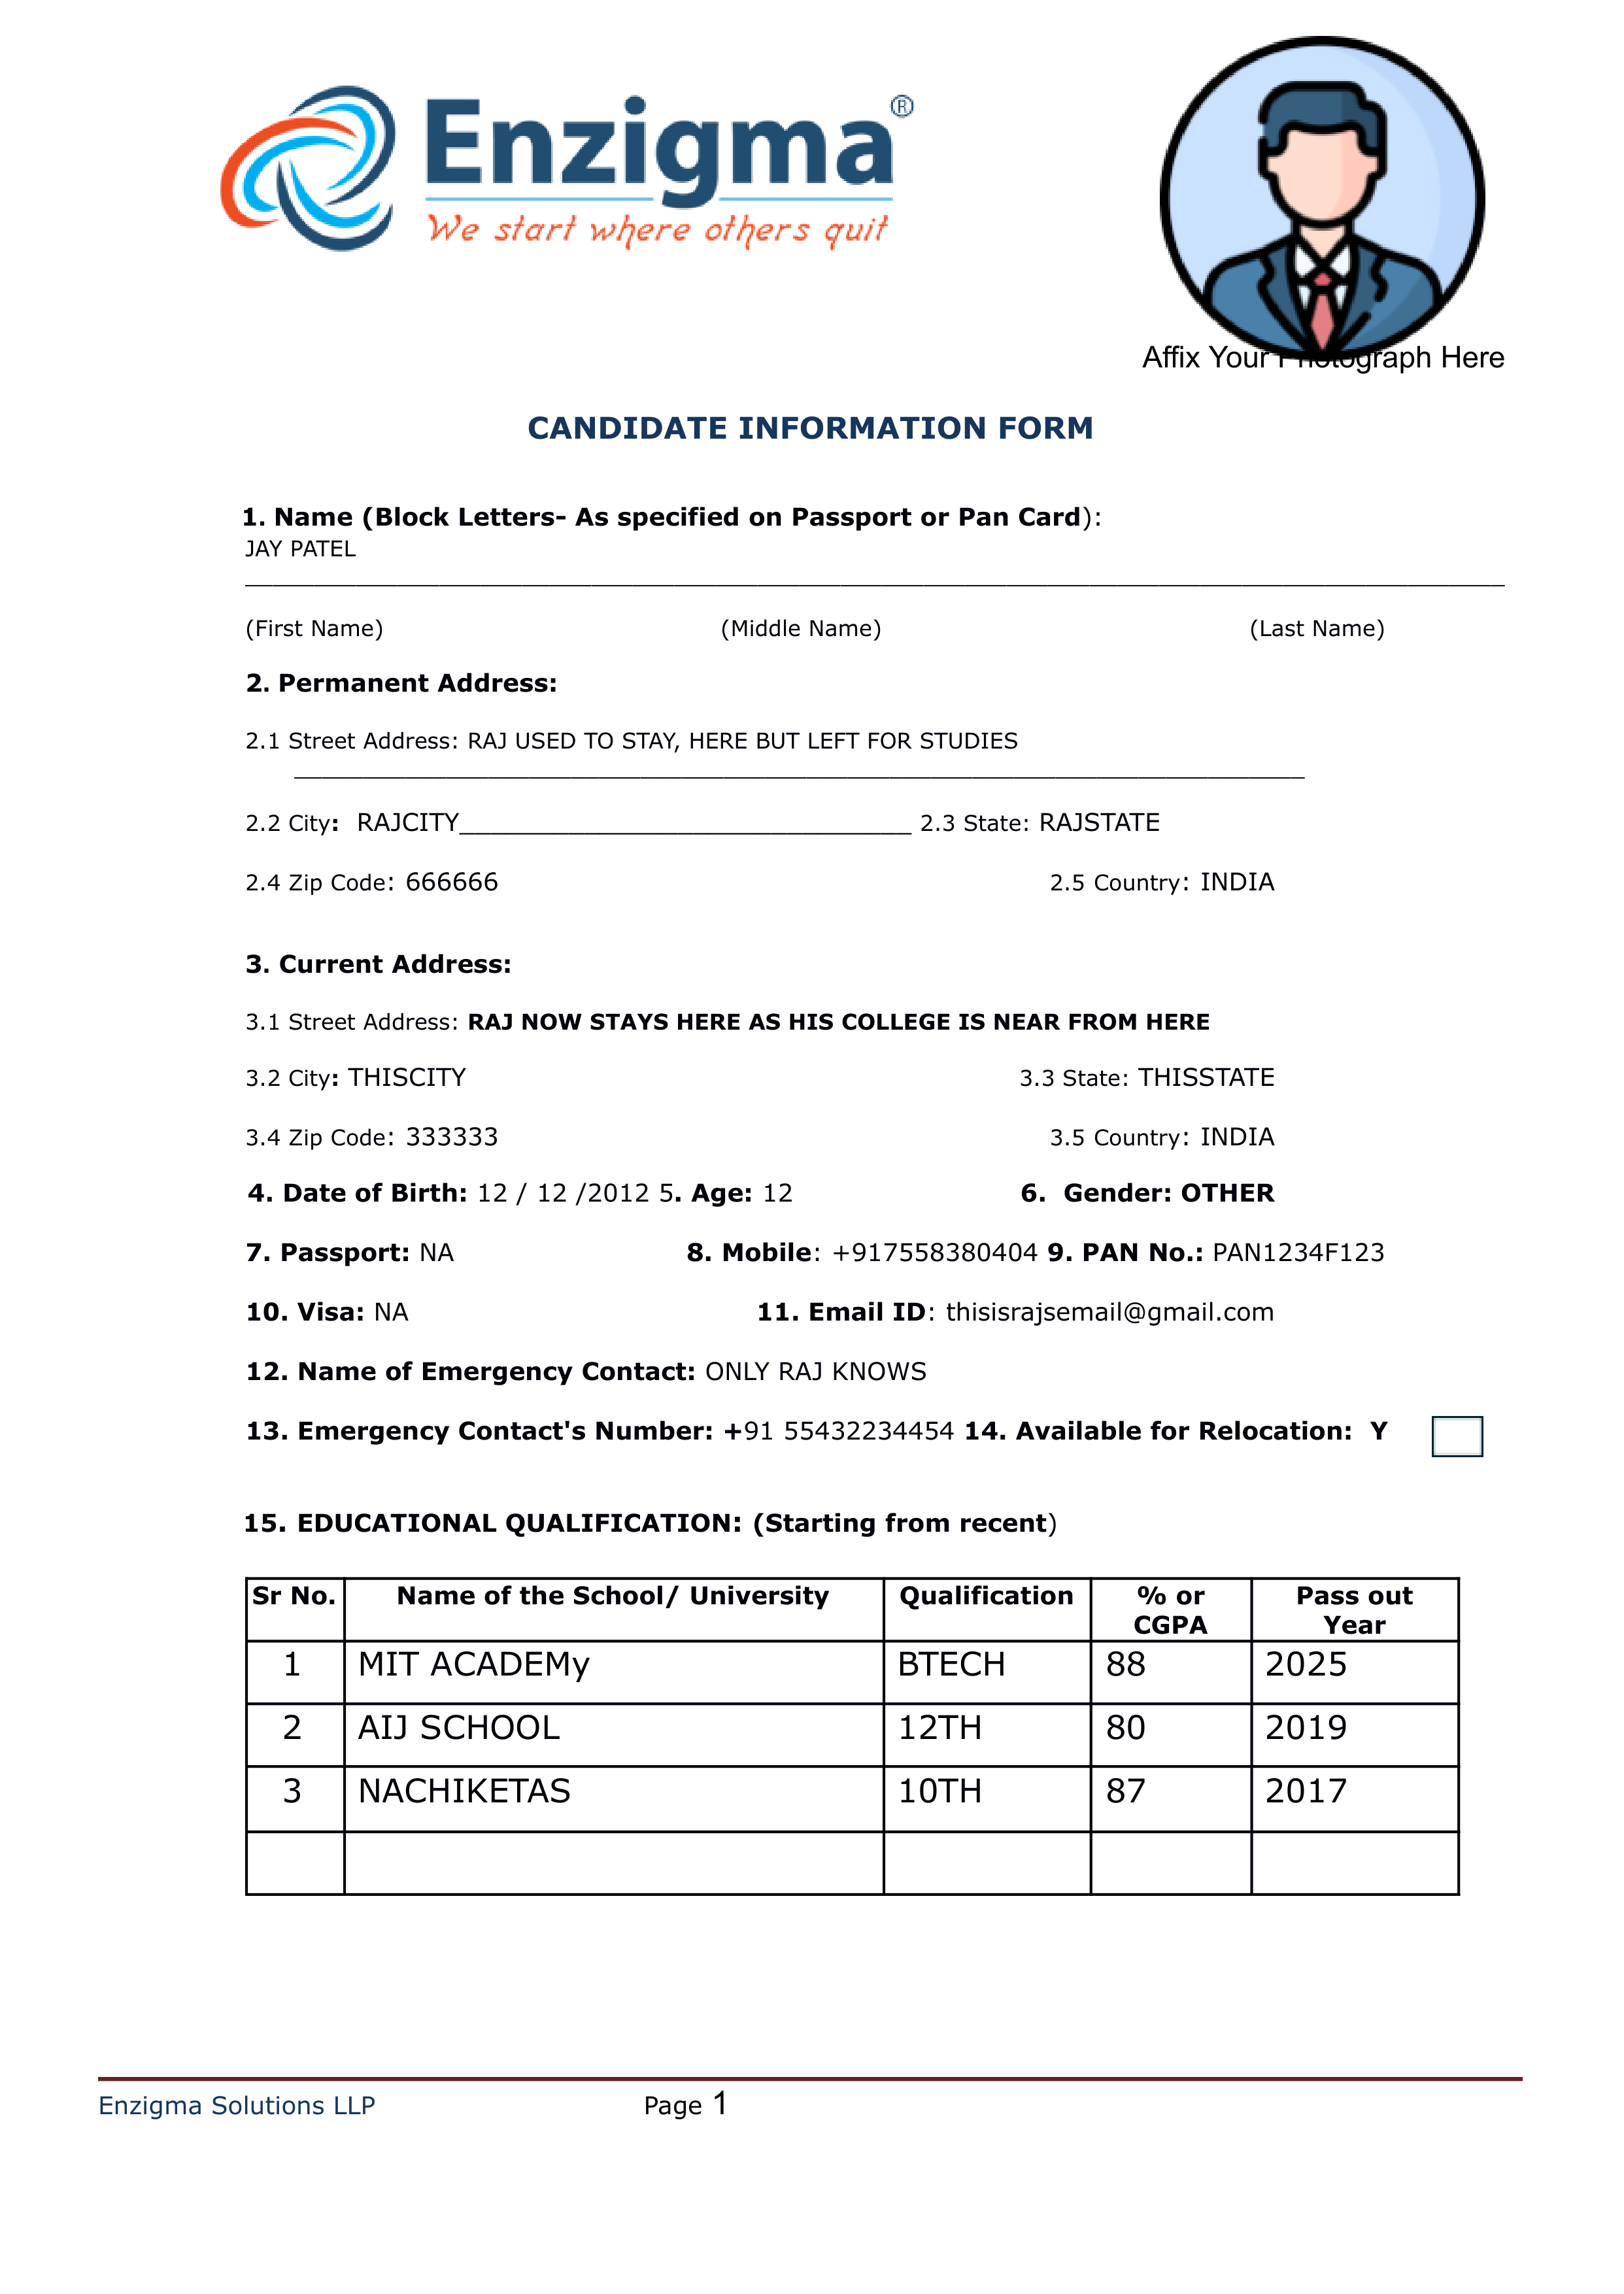 Enzigma®
We start where others quit
Affix Your Photograph Here
CANDIDATE INFORMATION FORM
1. Name (Block Letters- As specified on Passport or Pan Card):
JAY PATEL
(First Name) (Middle Name) (Last Name)
2. Permanent Address:
2.1 Street Address: RAJ USED TO STAY, HERE BUT LEFT FOR STUDIES
2.2 City: RAJCITY_________________________________ 2.3 State: RAJSTATE
2.4 Zip Code: 666666 2.5 Country: INDIA
3. Current Address:
3.1 Street Address: RAJ NOW STAYS HERE AS HIS COLLEGE IS NEAR FROM HERE
3.2 City: THISCITY 3.3 State: THISSTATE
3.4 Zip Code: 333333 3.5 Country: INDIA
4. Date of Birth: 12 / 12 /2012 5. Age: 12 6. Gender: OTHER
7. Passport: NA 8. Mobile: +917558380404 9. PAN No.: PAN1234F123
10. Visa: NA 11. Email ID: thisisrajsemail@gmail.com
12. Name of Emergency Contact: ONLY RAJ KNOWS
13. Emergency Contact's Number: +91 55432234454 14. Available for Relocation: Y
15. EDUCATIONAL QUALIFICATION: (Starting from recent)
Sr No. Name of the School/ University Qualification % or CGPA Pass out Year
1 MIT ACADEMy BTECH 88 2025
2 AIJ SCHOOL 12TH 80 2019
3 NACHIKETAS 10TH 87 2017
Enzigma Solutions LLP Page 1